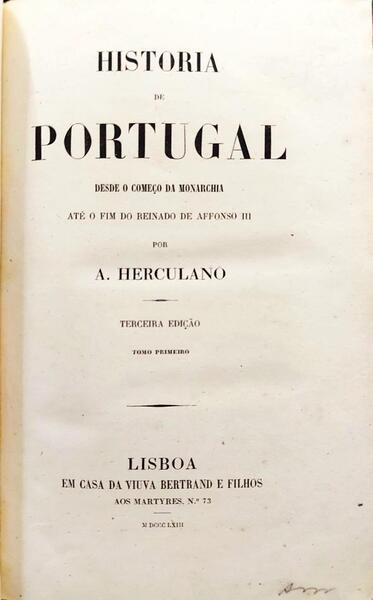 HISTORIA
DE
PORTUGAL
DESDE O COMEÇO DA MONARCHIA
ATÉ O FIM DO REINADO DE AFFONSO III
POR
A. HERCULANO
TERCEIRA EDIÇÃO
TOMO PRIMEIRO
LISBOA
EM CASA DA VIUVA BERTRAND E FILHOS
AOS MARTYRES, N.º 73
M DCCC LXIII